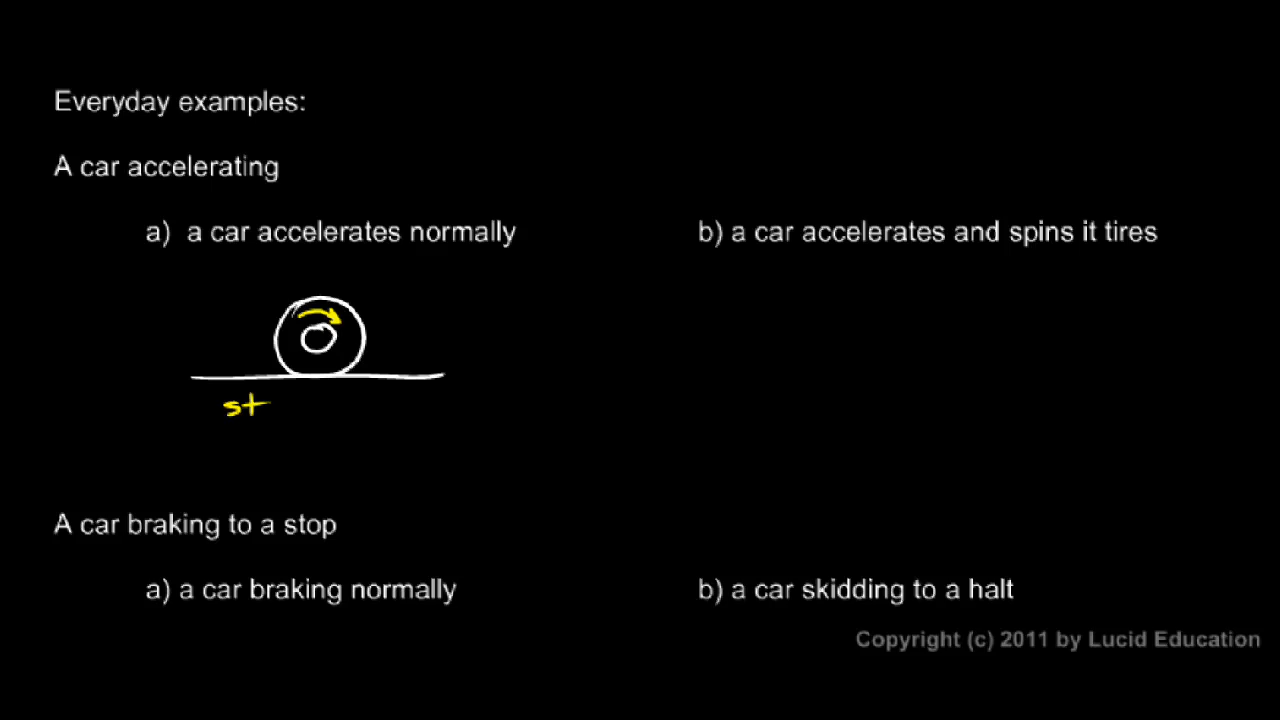 Everyday examples:
A car accelerating
a) a car accelerates normally
b) a car accelerates and spins it tires
st
A car braking to a stop
a) a car braking normally
b) a car skidding to a halt
Copyright (c) 2011 by Lucid Education